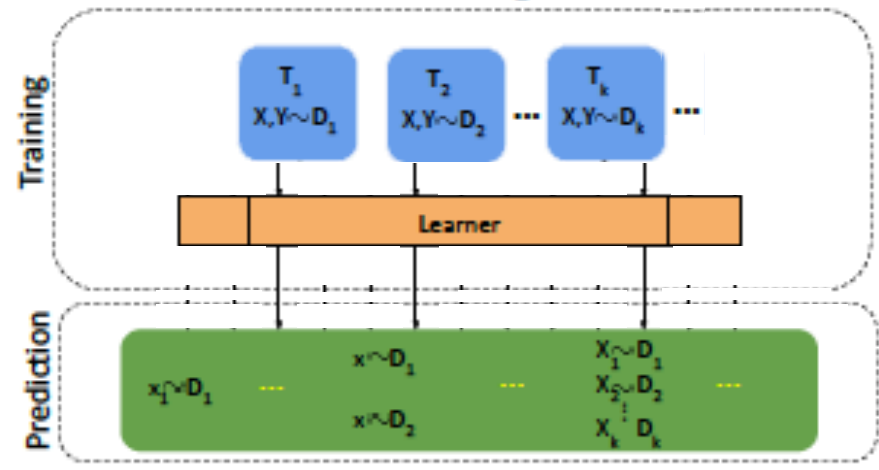 Training
T1
X,Y~D1
T2
X,Y~D2
...
Tk
X,Y~Dk
...
Learner
Prediction
x1~D1
...
x~D1
x~D2
...
X1~D1
X2~D2
⋮
Xk Dk
...